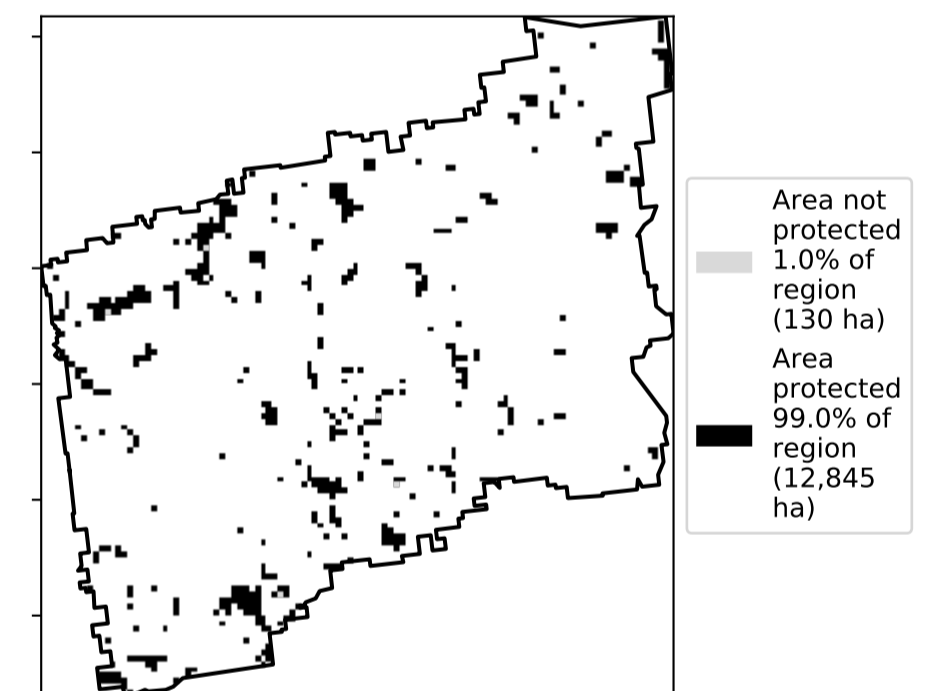 Area not
protected
1.0% of
region
(130 ha)
Area
protected
99.0% of
region
(12,845
ha)